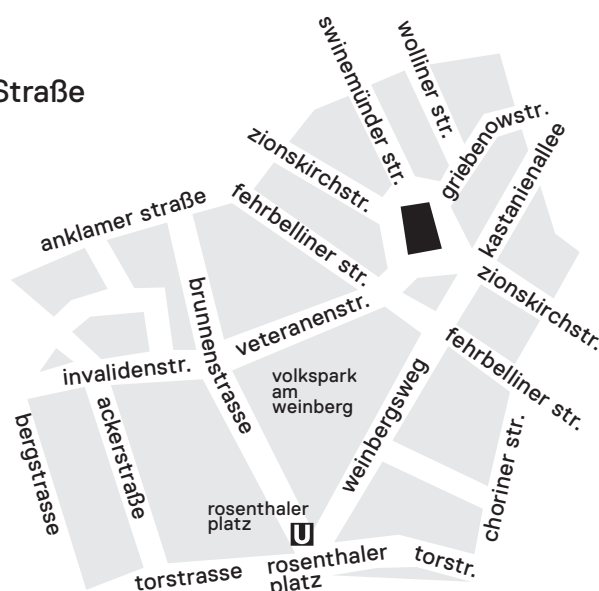 Straße
swinemünder str.
wolliner str.
griebenowstr.
kastanienallee
zionskirchstr.
fehrbelliner str.
anklamer straße
brunnenstrasse
veteranenstr.
zionskirchstr.
fehrbelliner str.
invalidenstr.
volkspark
am
weinberg
weinbergsweg
ackerstraße
bergstrasse
choriner str.
rosenthaler
platz
U
rosenthaler
platz
torstr.
torstrasse